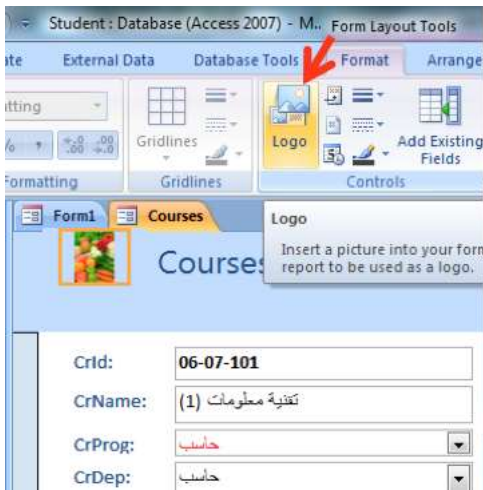 Student : Database (Access 2007) - M.. Form Layout Tools
ate External Data Database Tools Format Arrange
atting
Gridlines
Logo
Add Existing
Fields
Formatting Gridlines Controls
Form1 Courses
Logo
Insert a picture into your form
report to be used as a logo.
Courses
CrId: 06-07-101
CrName: تقنية معلومات (1)
CrProg: حاسب
CrDep: حاسب